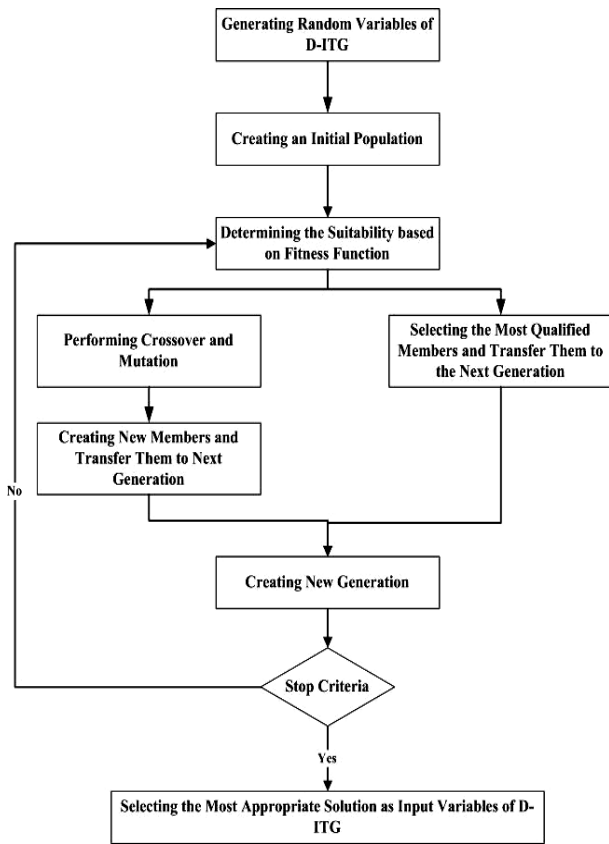 Generating Random Variables of
D-ITG
Creating an Initial Population
Determining the Suitability based
on Fitness Function
Performing Crossover and
Mutation
Selecting the Most Qualified
Members and Transfer Them to
the Next Generation
Creating New Members and
Transfer Them to Next
Generation
No
Creating New Generation
Stop Criteria
Yes
Selecting the Most Appropriate Solution as Input Variables of D-
ITG